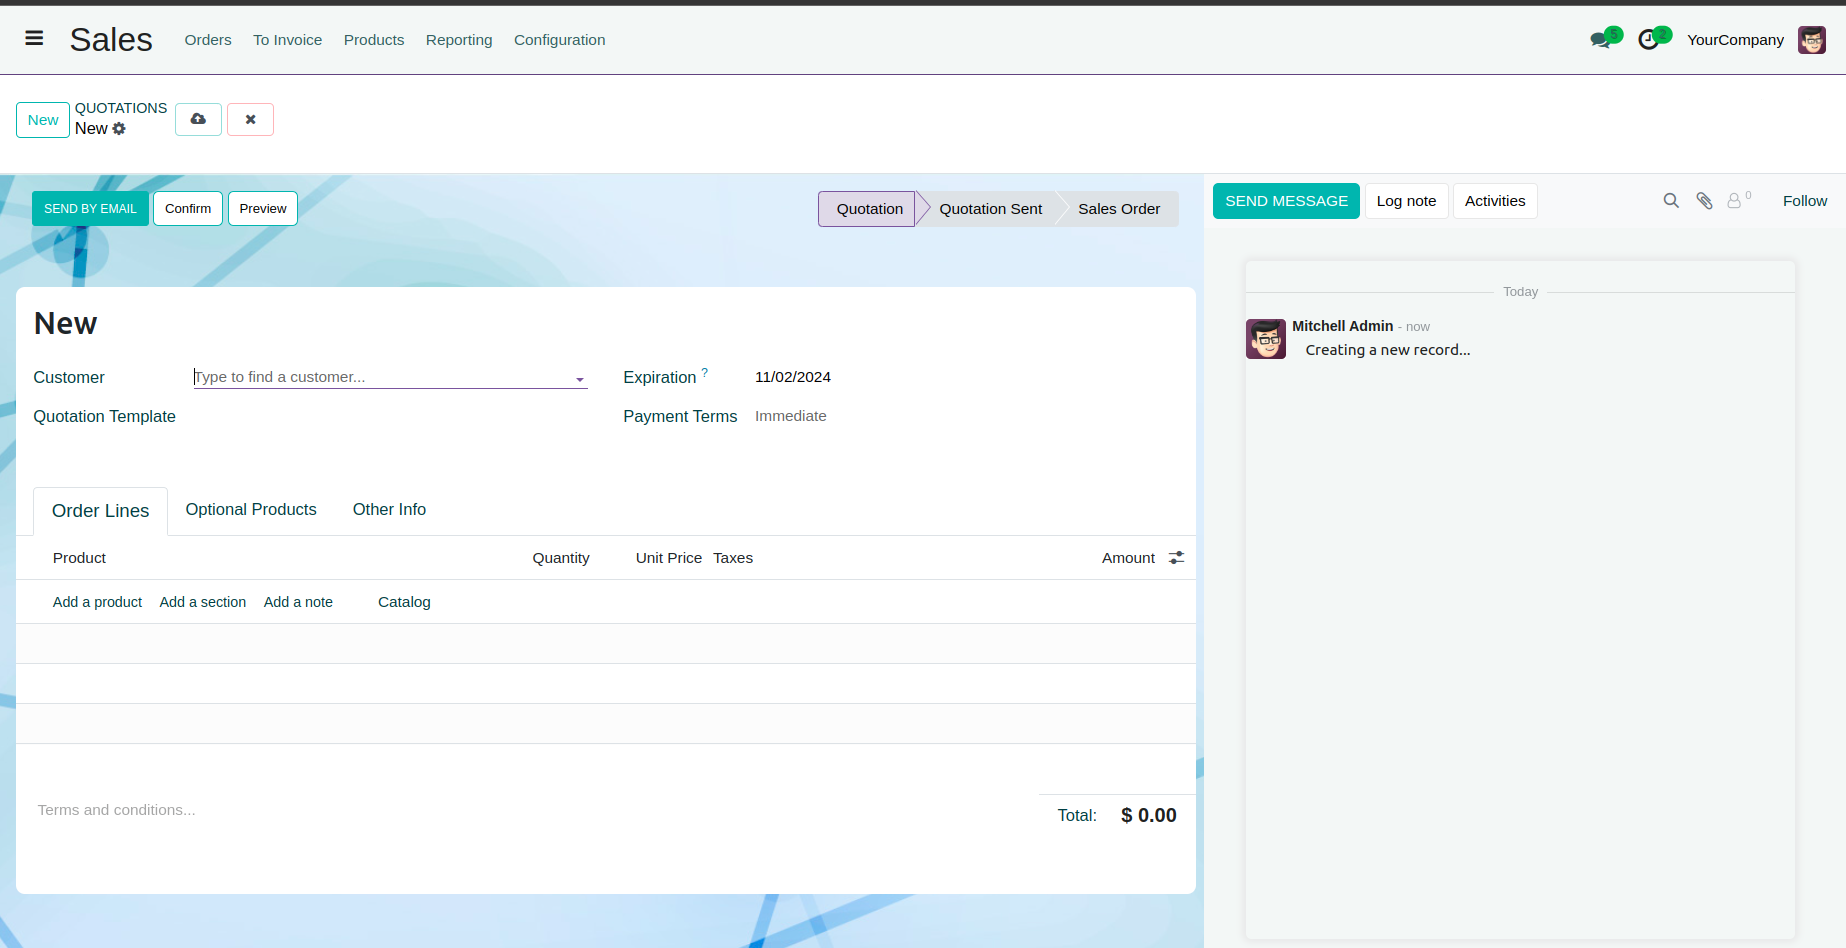 Sales Orders To Invoice Products Reporting Configuration 5 2 YourCompany
New QUOTATIONS
New
SEND BY EMAIL Confirm Preview Quotation Quotation Sent Sales Order
SEND MESSAGE Log note Activities 0 Follow
New
Customer Type to find a customer... Expiration ? 11/02/2024
Quotation Template Payment Terms Immediate
Order Lines Optional Products Other Info
Product Quantity Unit Price Taxes Amount
Add a product Add a section Add a note Catalog
Terms and conditions... Total: $ 0.00
Today
Mitchell Admin - now
Creating a new record...